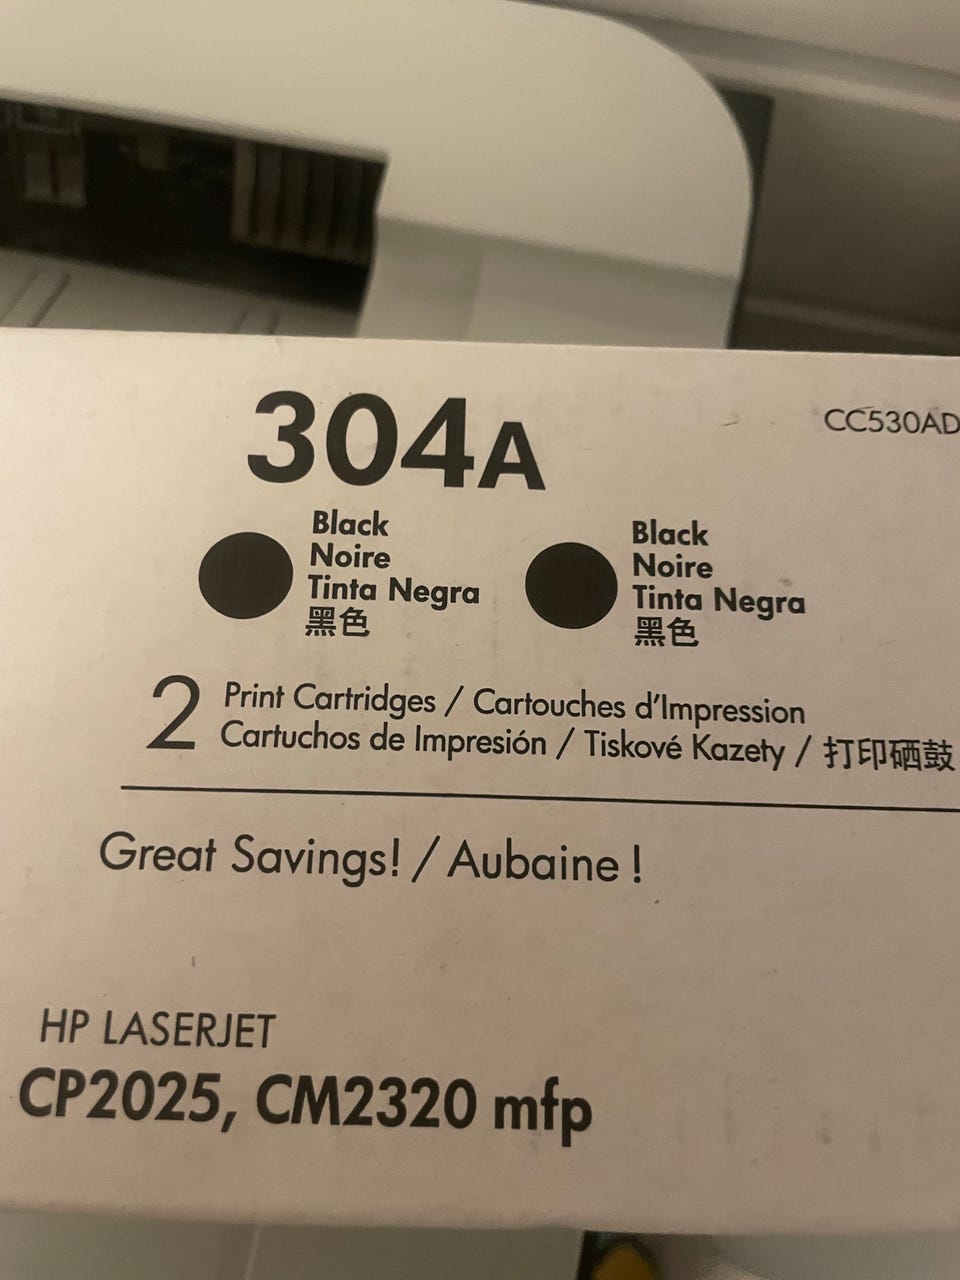 304A
CC530AD
Black
Noire
Tinta Negra
黑色
Black
Noire
Tinta Negra
黑色
2 Print Cartridges / Cartouches d'Impression
Cartuchos de Impresión / Tiskové Kazety / 打印硒鼓
Great Savings! / Aubaine !
HP LASERJET
CP2025, CM2320 mfp